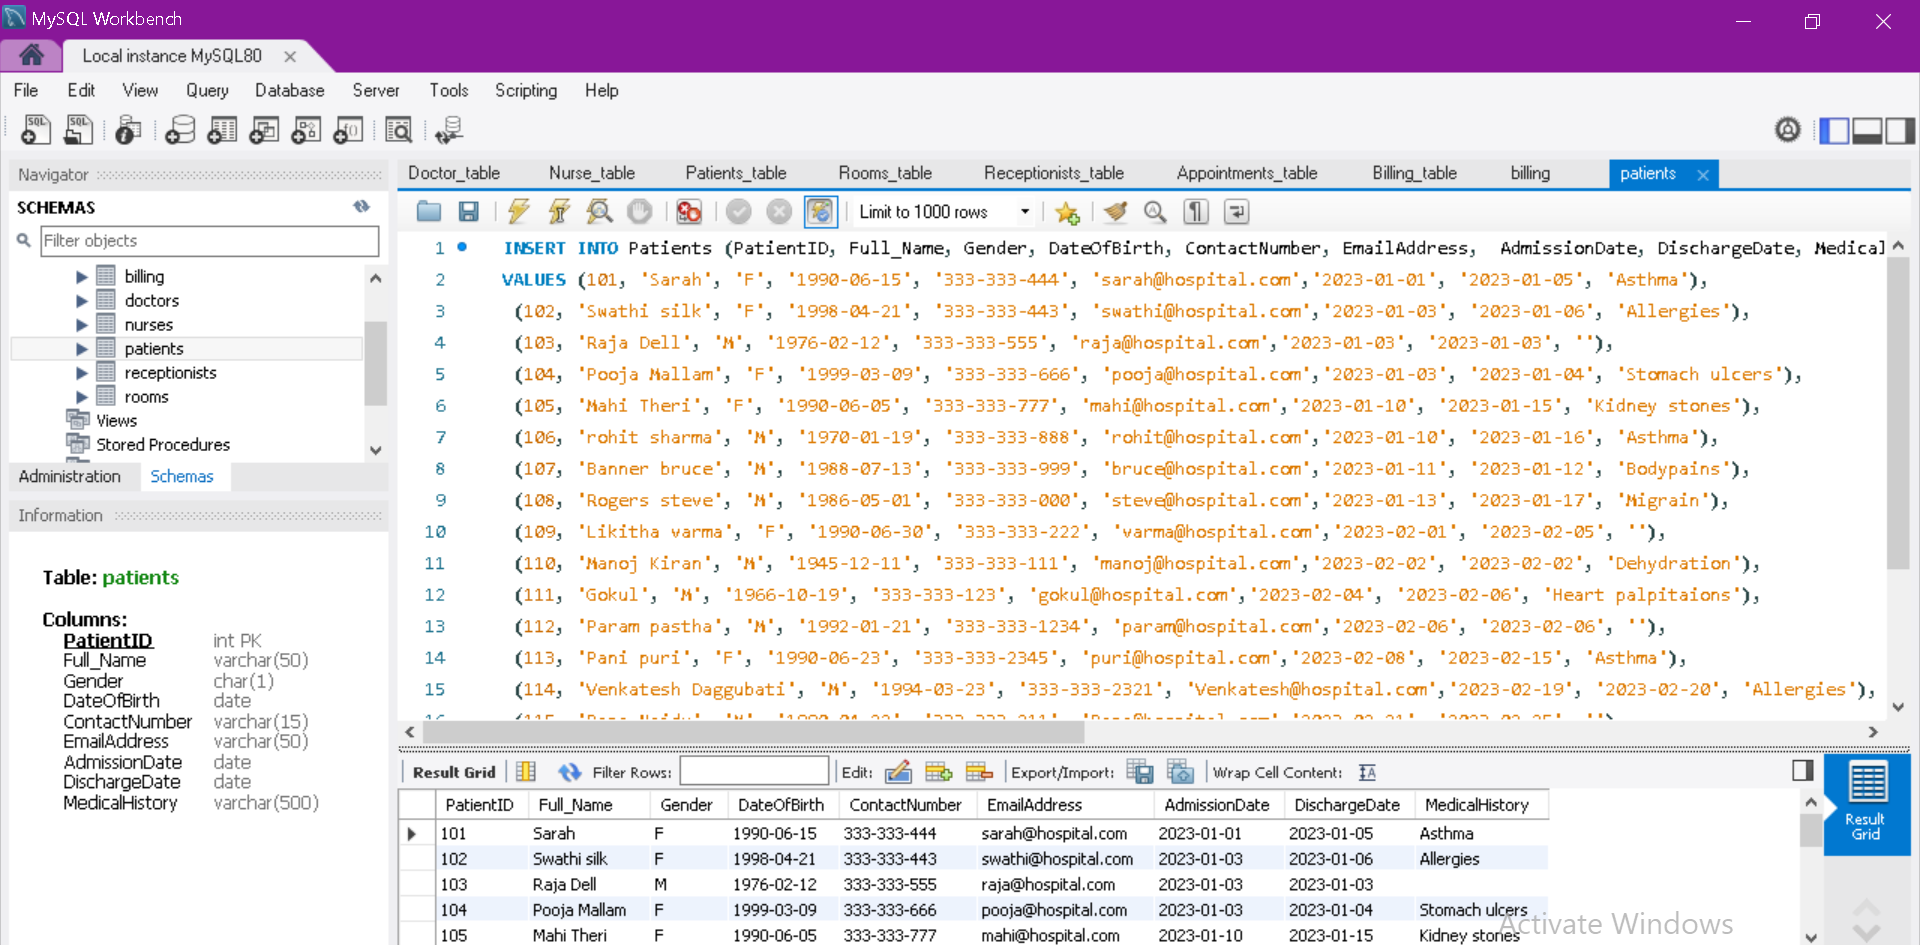 MySQL Workbench
Local instance MySQL80
File Edit View Query Database Server Tools Scripting Help
Navigator
SCHEMAS
Filter objects
billing
doctors
nurses
patients
receptionists
rooms
Views
Stored Procedures
Administration Schemas
Information
Table: patients
Columns:
PatientID int PK
Full_Name varchar(50)
Gender char(1)
DateOfBirth date
ContactNumber varchar(15)
EmailAddress varchar(50)
AdmissionDate date
DischargeDate date
MedicalHistory varchar(500)
Doctor_table Nurse_table Patients_table Rooms_table Receptionists_table Appointments_table Billing_table billing patients
Limit to 1000 rows
1 INSERT INTO Patients (PatientID, Full_Name, Gender, DateOfBirth, ContactNumber, EmailAddress,  AdmissionDate, DischargeDate, Medical
2 VALUES (101, 'Sarah', 'F', '1990-06-15', '333-333-444', 'sarah@hospital.com','2023-01-01', '2023-01-05', 'Asthma'),
3 (102, 'Swathi silk', 'F', '1998-04-21', '333-333-443', 'swathi@hospital.com','2023-01-03', '2023-01-06', 'Allergies'),
4 (103, 'Raja Dell', 'M', '1976-02-12', '333-333-555', 'raja@hospital.com','2023-01-03', '2023-01-03', ''),
5 (104, 'Pooja Mallam', 'F', '1999-03-09', '333-333-666', 'pooja@hospital.com','2023-01-03', '2023-01-04', 'Stomach ulcers'),
6 (105, 'Mahi Theri', 'F', '1990-06-05', '333-333-777', 'mahi@hospital.com','2023-01-10', '2023-01-15', 'Kidney stones'),
7 (106, 'rohit sharma', 'M', '1970-01-19', '333-333-888', 'rohit@hospital.com','2023-01-10', '2023-01-16', 'Asthma'),
8 (107, 'Banner bruce', 'M', '1988-07-13', '333-333-999', 'bruce@hospital.com','2023-01-11', '2023-01-12', 'Bodypains'),
9 (108, 'Rogers steve', 'M', '1986-05-01', '333-333-000', 'steve@hospital.com','2023-01-13', '2023-01-17', 'Migrain'),
10 (109, 'Likitha varma', 'F', '1990-06-30', '333-333-222', 'varma@hospital.com','2023-02-01', '2023-02-05', ''),
11 (110, 'Manoj Kiran', 'M', '1945-12-11', '333-333-111', 'manoj@hospital.com','2023-02-02', '2023-02-02', 'Dehydration'),
12 (111, 'Gokul', 'M', '1966-10-19', '333-333-123', 'gokul@hospital.com','2023-02-04', '2023-02-06', 'Heart palpitaions'),
13 (112, 'Param pastha', 'M', '1992-01-21', '333-333-1234', 'param@hospital.com','2023-02-06', '2023-02-06', ''),
14 (113, 'Pani puri', 'F', '1990-06-23', '333-333-2345', 'puri@hospital.com','2023-02-08', '2023-02-15', 'Asthma'),
15 (114, 'Venkatesh Daggubati', 'M', '1994-03-23', '333-333-2321', 'Venkatesh@hospital.com','2023-02-19', '2023-02-20', 'Allergies'),
Result Grid Filter Rows: Edit: Export/Import: Wrap Cell Content:
PatientID Full_Name Gender DateOfBirth ContactNumber EmailAddress AdmissionDate DischargeDate MedicalHistory
101 Sarah F 1990-06-15 333-333-444 sarah@hospital.com 2023-01-01 2023-01-05 Asthma
102 Swathi silk F 1998-04-21 333-333-443 swathi@hospital.com 2023-01-03 2023-01-06 Allergies
103 Raja Dell M 1976-02-12 333-333-555 raja@hospital.com 2023-01-03 2023-01-03
104 Pooja Mallam F 1999-03-09 333-333-666 pooja@hospital.com 2023-01-03 2023-01-04 Stomach ulcers
105 Mahi Theri F 1990-06-05 333-333-777 mahi@hospital.com 2023-01-10 2023-01-15 Kidney stones
Result
Grid
Activate Windows